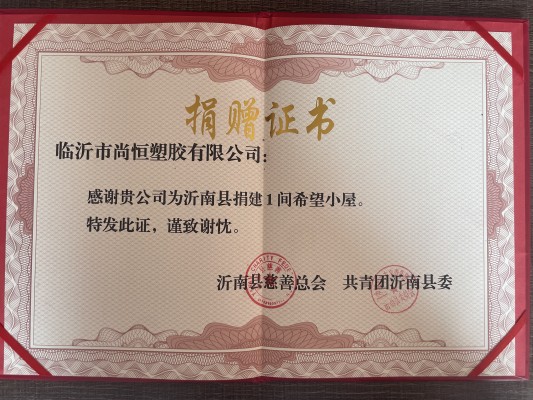 捐赠证书
临沂市尚恒塑胶有限公司：
感谢贵公司为沂南县捐建1间希望小屋。
特发此证，谨致谢忱。
沂南县慈善总会 共青团沂南县委